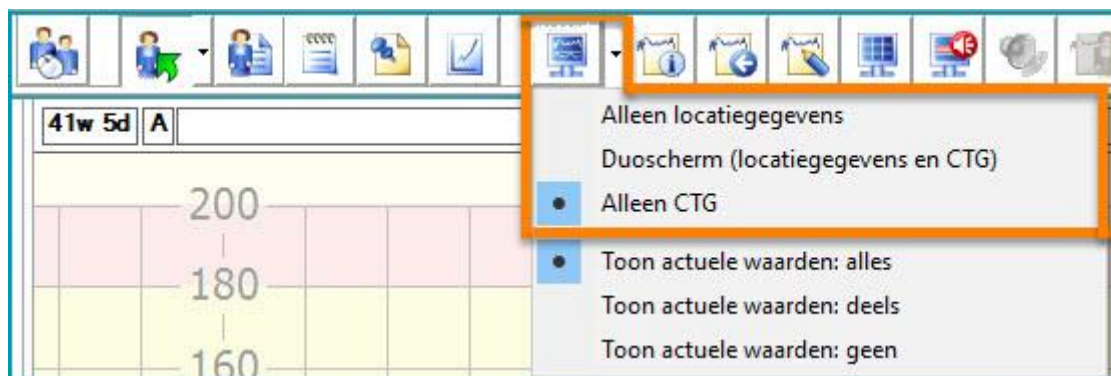 Alleen locatiegegevens
41w 5d A
Duoscherm (locatiegegevens en CTG)
200
Alleen CTG
Toon actuele waarden: alles
180
Toon actuele waarden: deels
Toon actuele waarden: geen
160